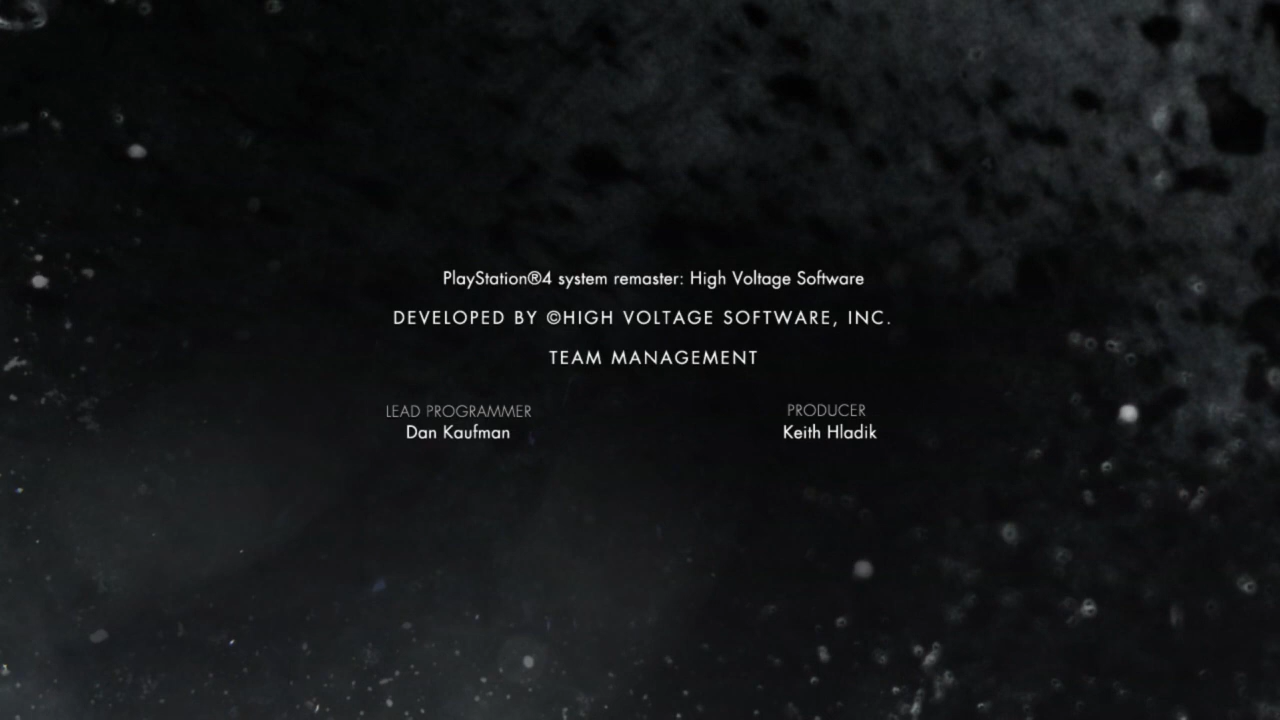 PlayStation®4 system remaster: High Voltage Software
DEVELOPED BY ©HIGH VOLTAGE SOFTWARE, INC.
TEAM MANAGEMENT
LEAD PROGRAMMER
Dan Kaufman
PRODUCER
Keith Hladik